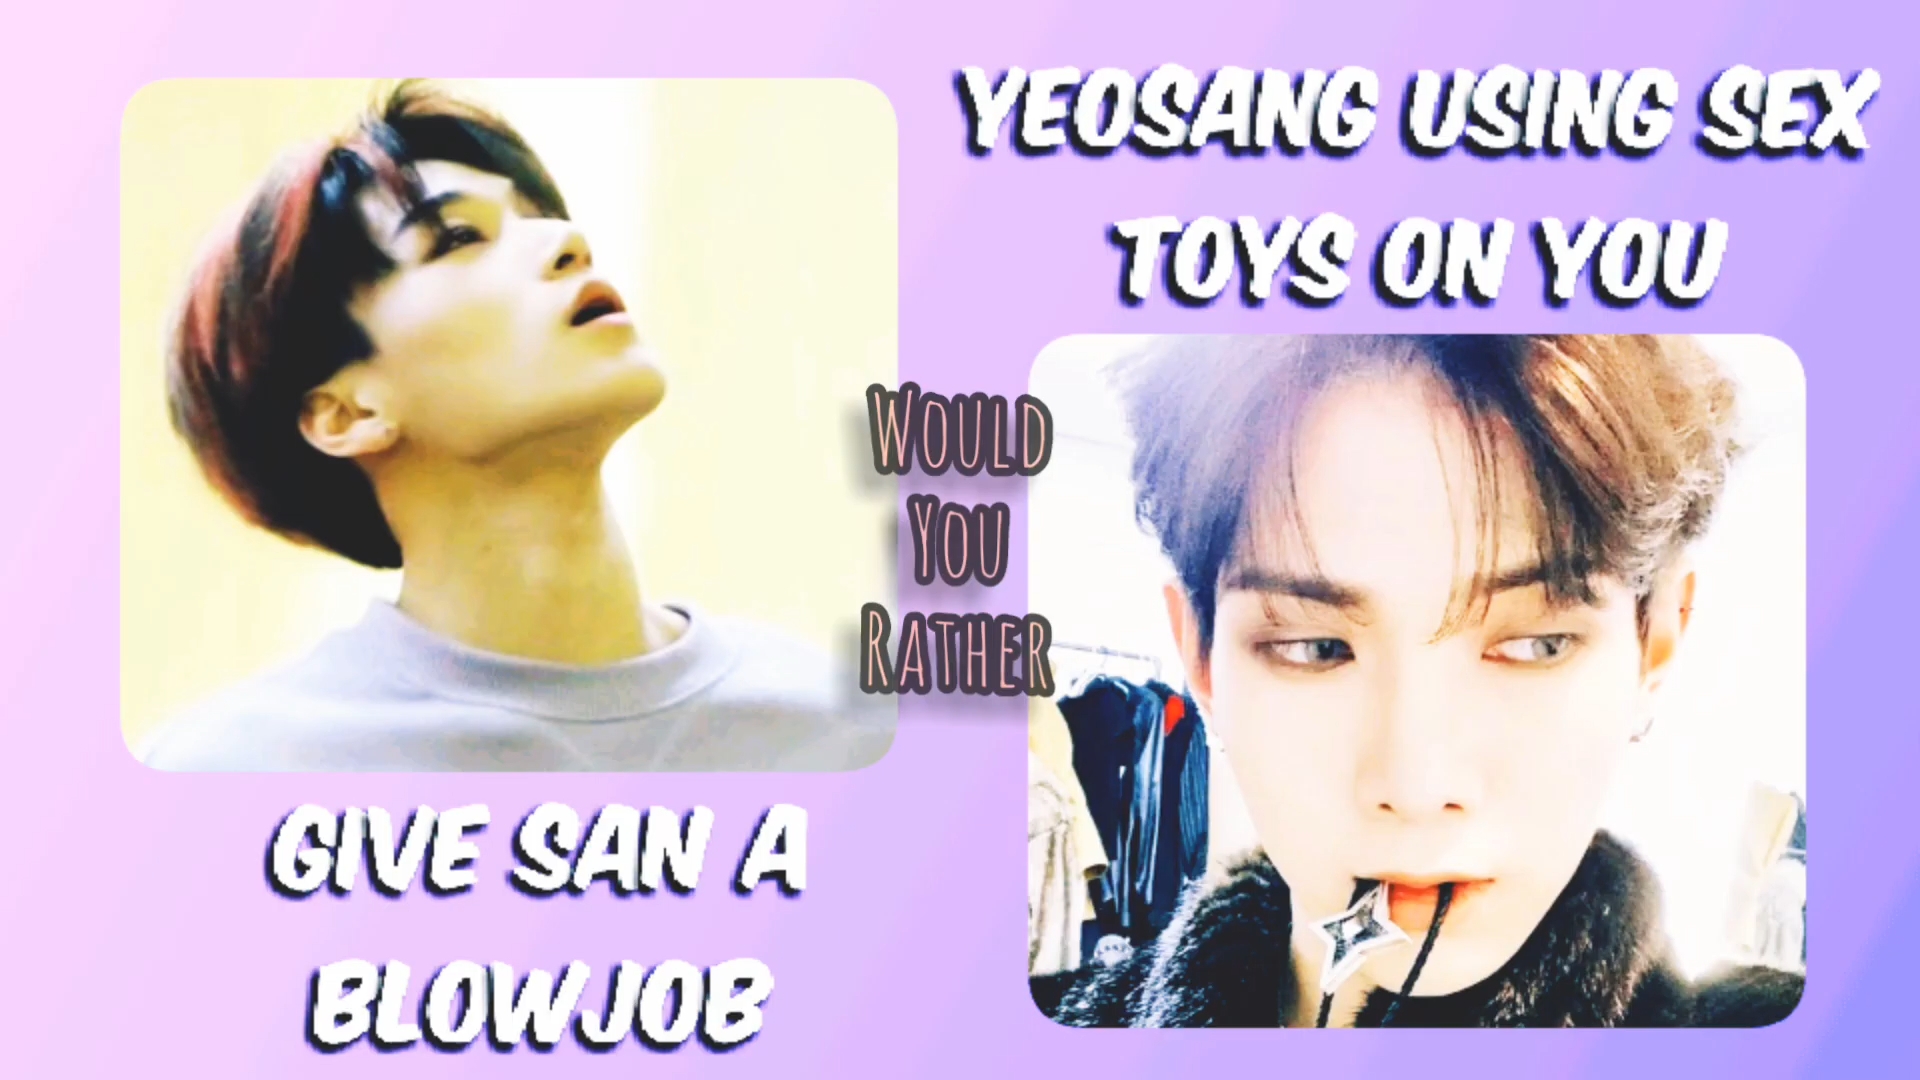 YEOSANG USING SEX
TOYS ON YOU
WOULD
YOU
RATHER
GIVE SAN A
BLOWJOB